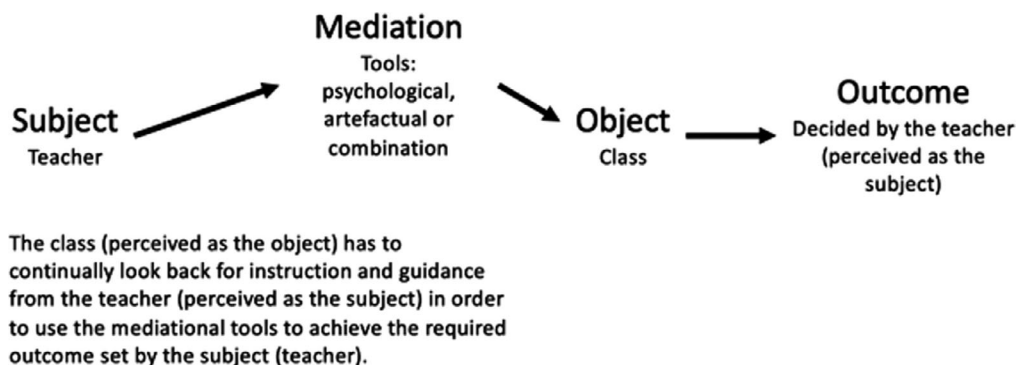 Mediation
Tools:
psychological,
artefactual or
combination
Subject
Teacher
Object
Class
Outcome
Decided by the teacher
(perceived as the
subject)
The class (perceived as the object) has to
continually look back for instruction and guidance
from the teacher (perceived as the subject) in order
to use the mediational tools to achieve the required
outcome set by the subject (teacher).